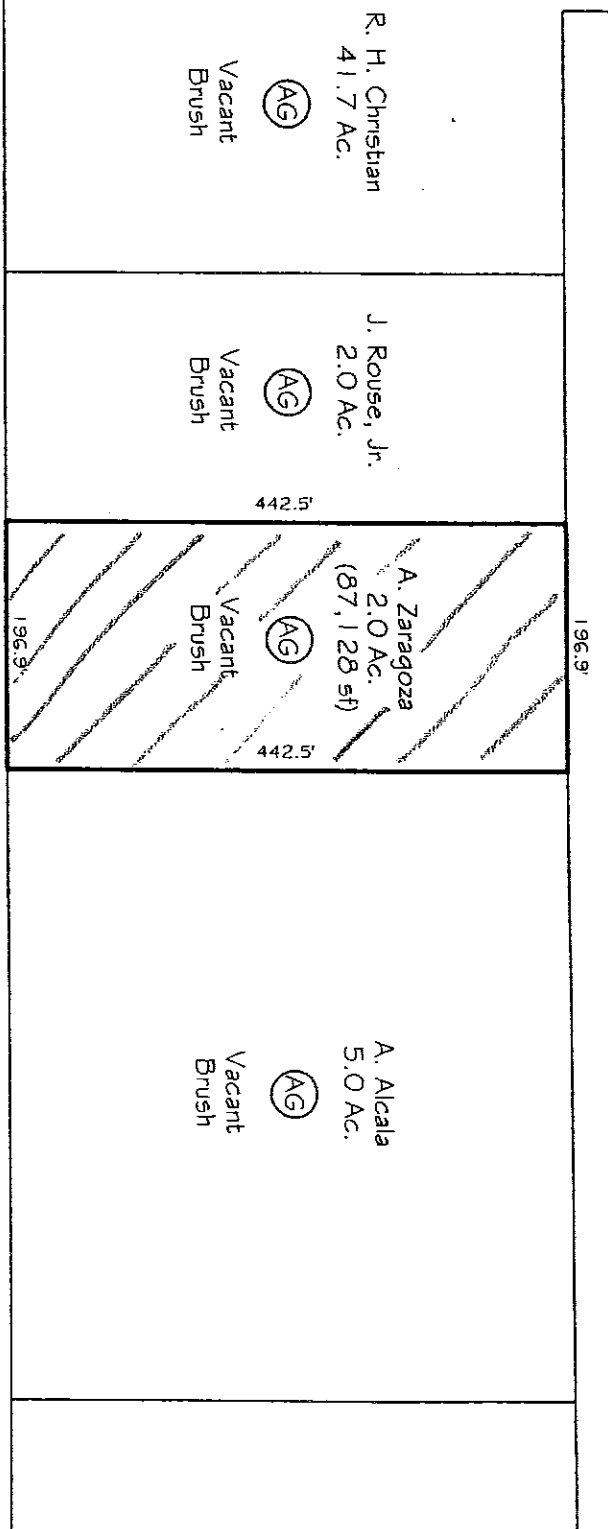 R. H. Christian
41.7 Ac.
AG
Vacant
Brush
J. Rouse, Jr.
2.0 Ac.
AG
Vacant
Brush
442.5'
196.9'
A. Zaragoza
2.0 Ac.
(87,128 sf)
AG
Vacant
Brush
196.9'
442.5'
A. Alcala
5.0 Ac.
AG
Vacant
Brush